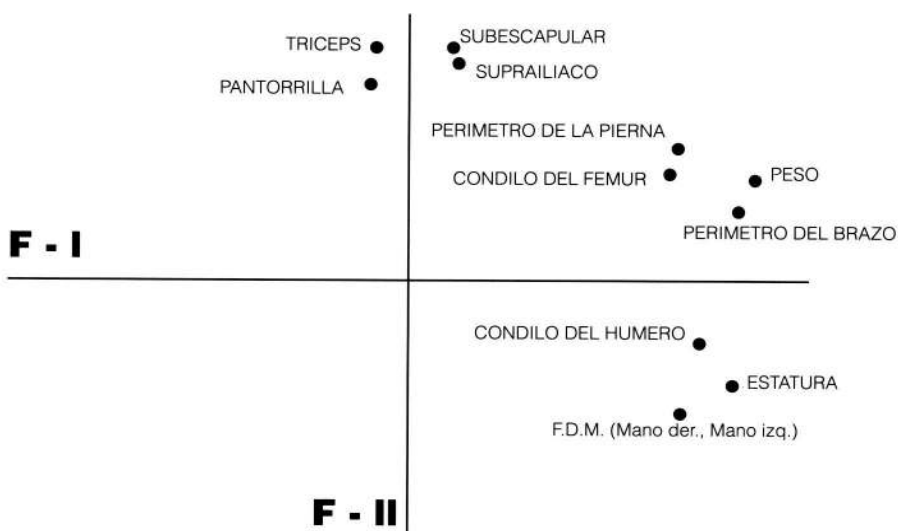 TRICEPS
SUBESCAPULAR
SUPRAILIACO
PANTORRILLA
PERIMETRO DE LA PIERNA
CONDILO DEL FEMUR
PESO
PERIMETRO DEL BRAZO
F - I
CONDILO DEL HUMERO
ESTATURA
F.D.M. (Mano der., Mano izq.)
F - II